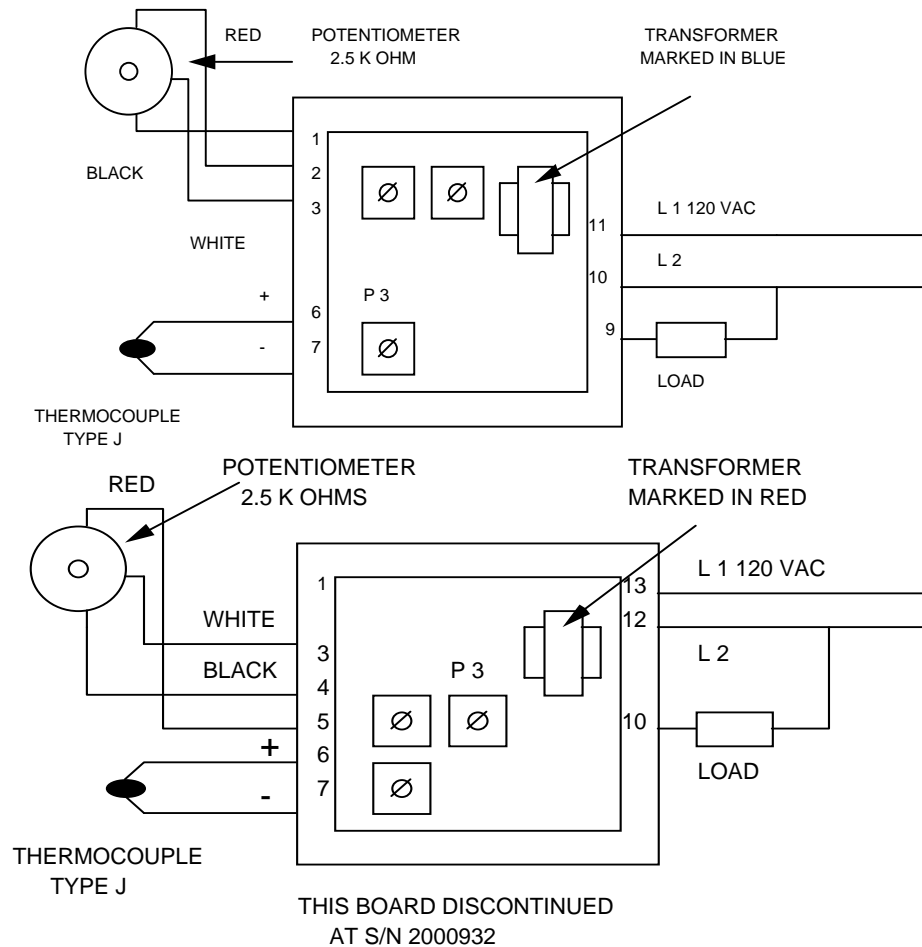 RED
POTENTIOMETER
2.5 K OHM
TRANSFORMER
MARKED IN BLUE
BLACK
WHITE
1
2
3
+
6
-
7
P 3
11
10
9
L 1 120 VAC
L 2
LOAD
THERMOCOUPLE
TYPE J
RED
POTENTIOMETER
2.5 K OHMS
TRANSFORMER
MARKED IN RED
WHITE
BLACK
1
3
4
5
+
6
-
7
P 3
13
12
10
L 1 120 VAC
L 2
LOAD
THERMOCOUPLE
TYPE J
THIS BOARD DISCONTINUED
AT S/N 2000932